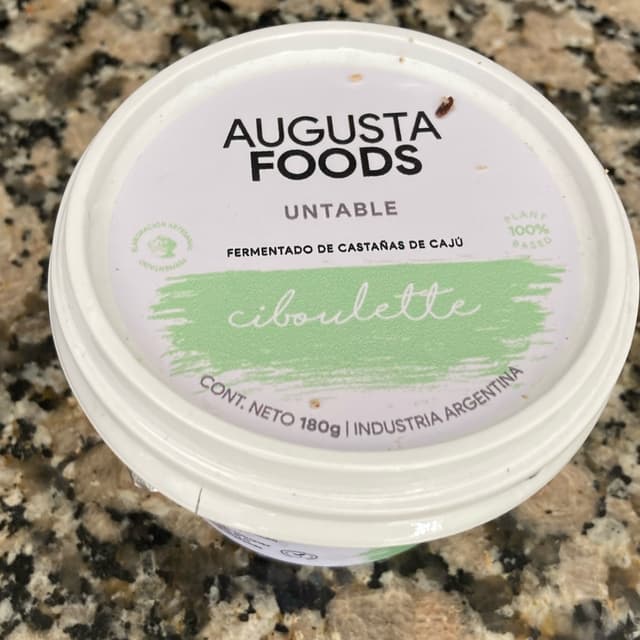 AUGUSTA
FOODS
UNTABLE
FERMENTADO DE CASTAÑAS DE CAJÚ
PLANT
100%
BASED
ciboulette
CONT. NETO 180g | INDUSTRIA ARGENTINA